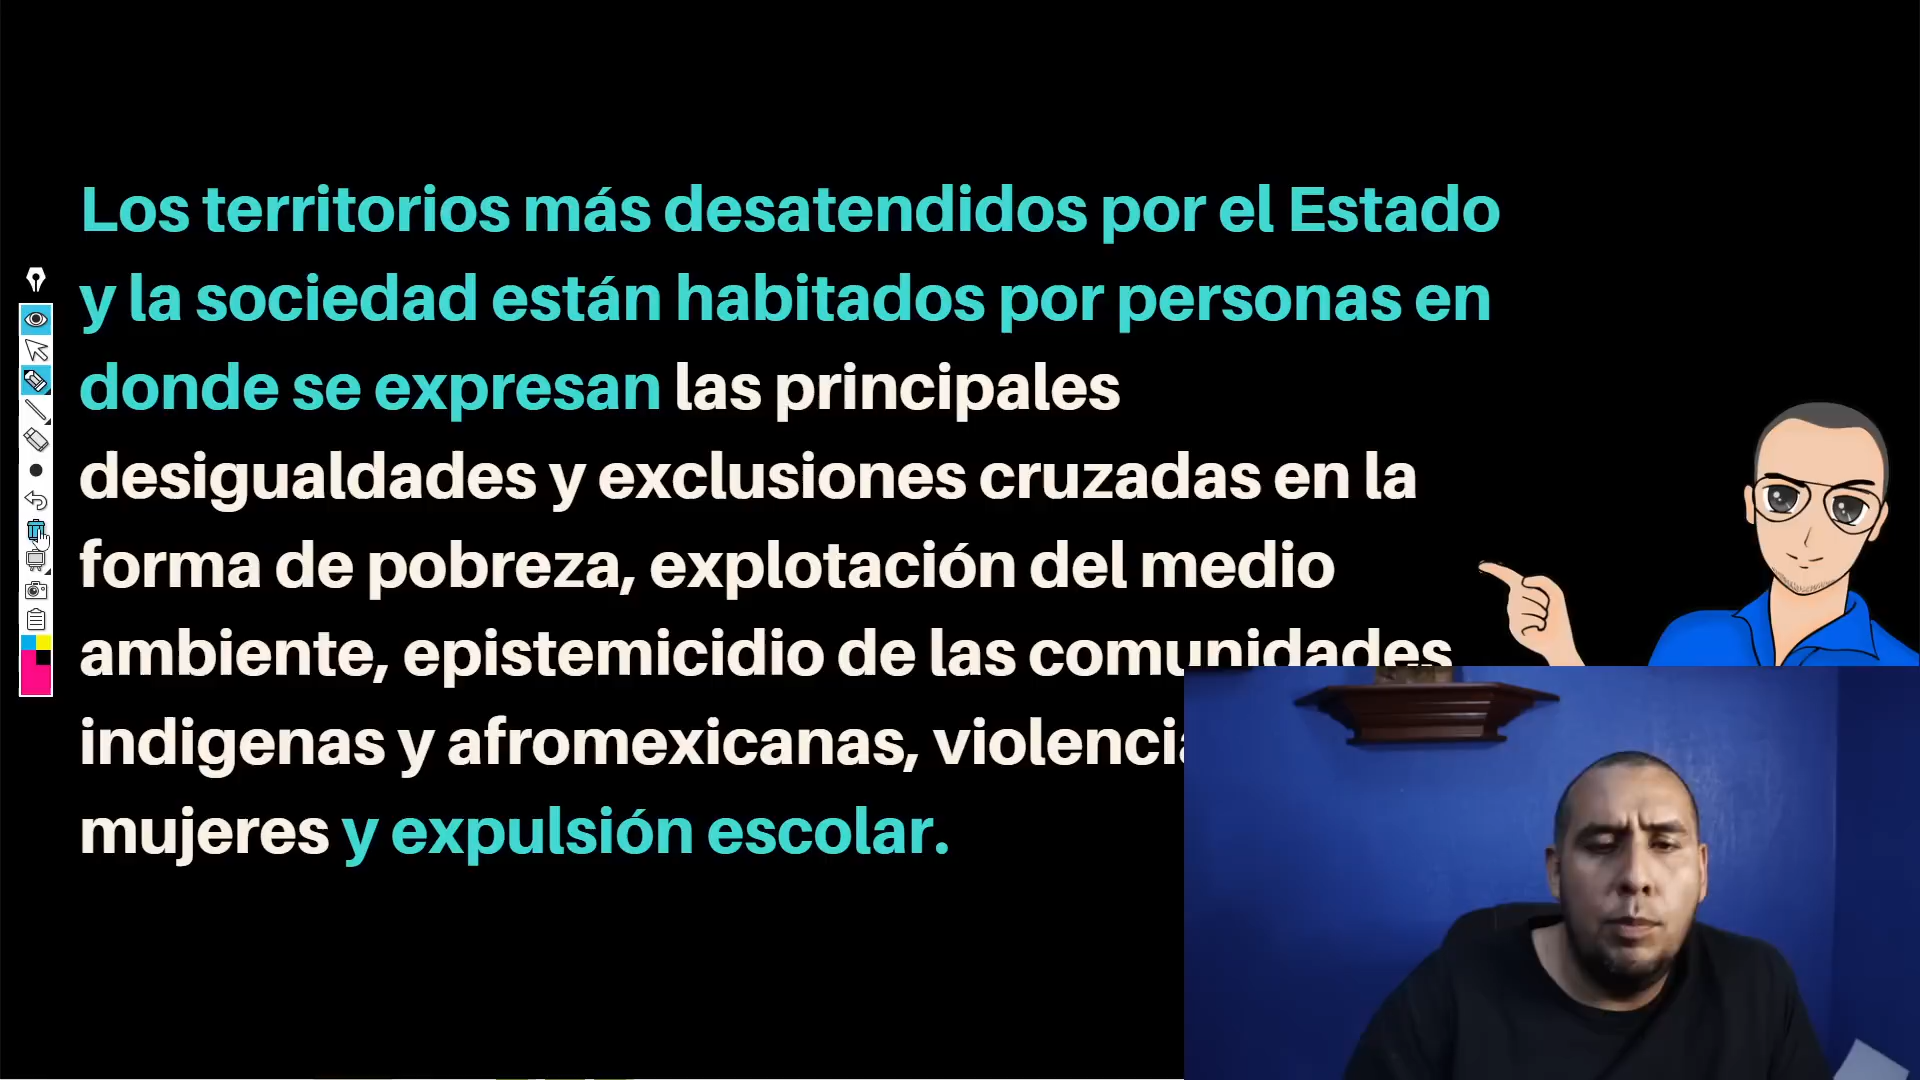 Los territorios más desatendidos por el Estado
y la sociedad están habitados por personas en
donde se expresan las principales
desigualdades y exclusiones cruzadas en la
forma de pobreza, explotación del medio
ambiente, epistemicidio de las comunidades
indigenas y afromexicanas,
mujeres y expulsión escolar.